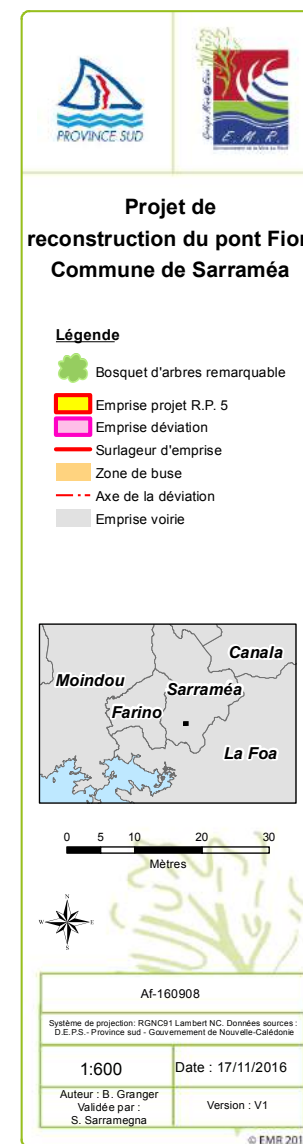 PROVINCE SUD
E. M. R.
Projet de
reconstruction du pont Fion
Commune de Sarraméa
Légende
Bosquet d'arbres remarquable
Emprise projet R.P. 5
Emprise déviation
Surlageur d'emprise
Zone de buse
Axe de la déviation
Emprise voirie
Canala
Moindou
Sarraméa
Farino
La Foa
0 5 10 20 30
Mètres
N
W E
S
Af-160908
Système de projection: RGNC91 Lambert NC. Données sources :
D.E.P.S.- Province sud - Gouvernement de Nouvelle-Calédonie
1:600
Date : 17/11/2016
Auteur : B. Granger
Validée par :
S. Sarramegna
Version : V1
© EMR 201